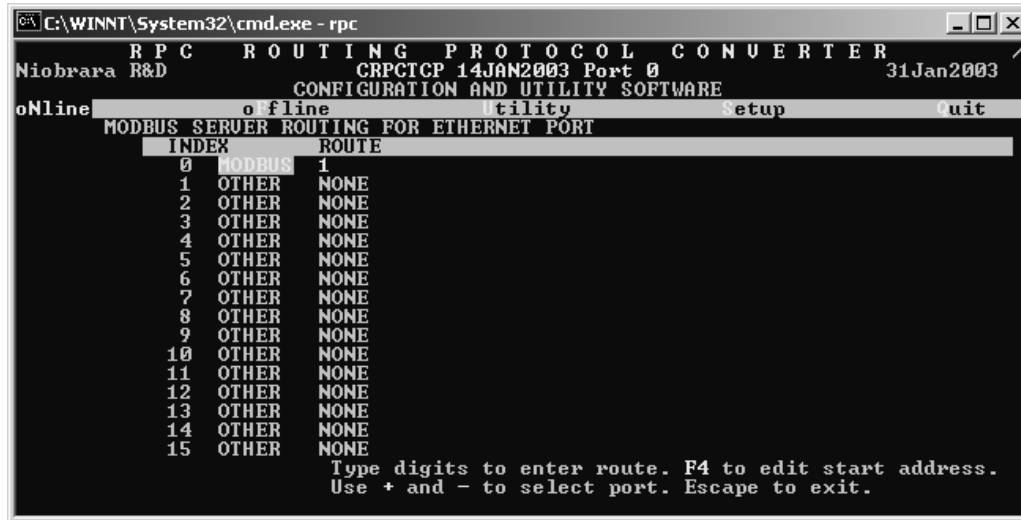 C:\WINNT\System32\cmd.exe - rpc
R P C R O U T I N G P R O T O C O L C O N V E R T E R /
Niobrara R&D CRPCTCP 14JAN2003 Port 0 31Jan2003
CONFIGURATION AND UTILITY SOFTWARE
oNline oFfline Utility Setup Quit
MODBUS SERVER ROUTING FOR ETHERNET PORT
INDEX ROUTE
0 MODBUS 1
1 OTHER NONE
2 OTHER NONE
3 OTHER NONE
4 OTHER NONE
5 OTHER NONE
6 OTHER NONE
7 OTHER NONE
8 OTHER NONE
9 OTHER NONE
10 OTHER NONE
11 OTHER NONE
12 OTHER NONE
13 OTHER NONE
14 OTHER NONE
15 OTHER NONE
Type digits to enter route. F4 to edit start address.
Use + and - to select port. Escape to exit.